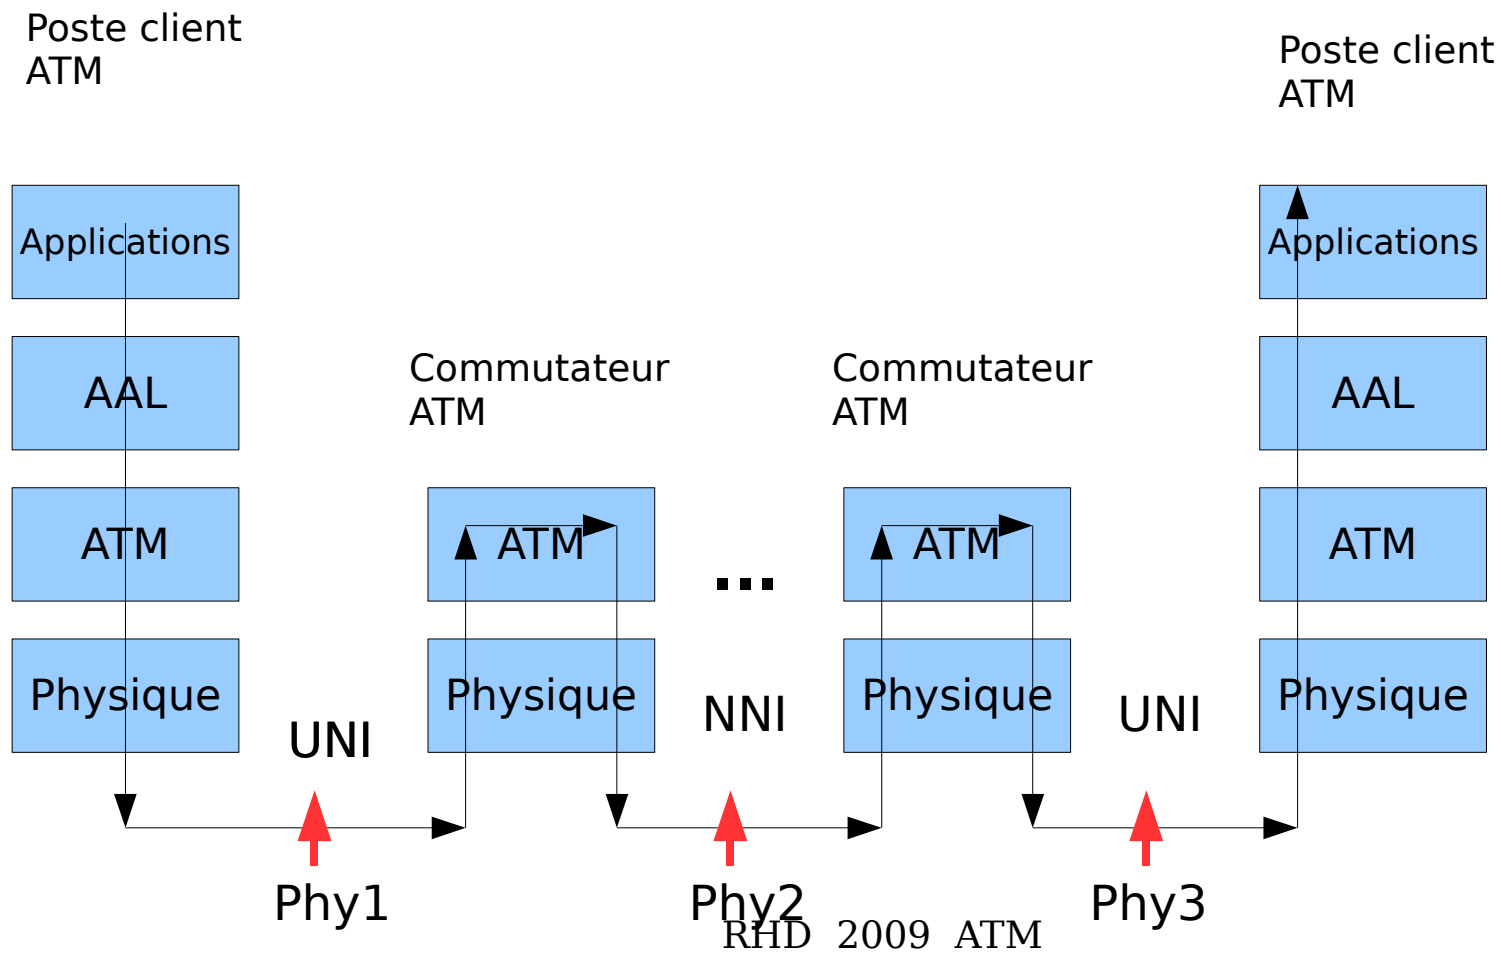 Poste client
ATM
Poste client
ATM
Applications
Applications
AAL
Commutateur
ATM
Commutateur
ATM
AAL
ATM
ATM
...
ATM
ATM
Physique
UNI
Physique
NNI
Physique
UNI
Physique
Phy1
Phy2
Phy3
RHD 2009 ATM